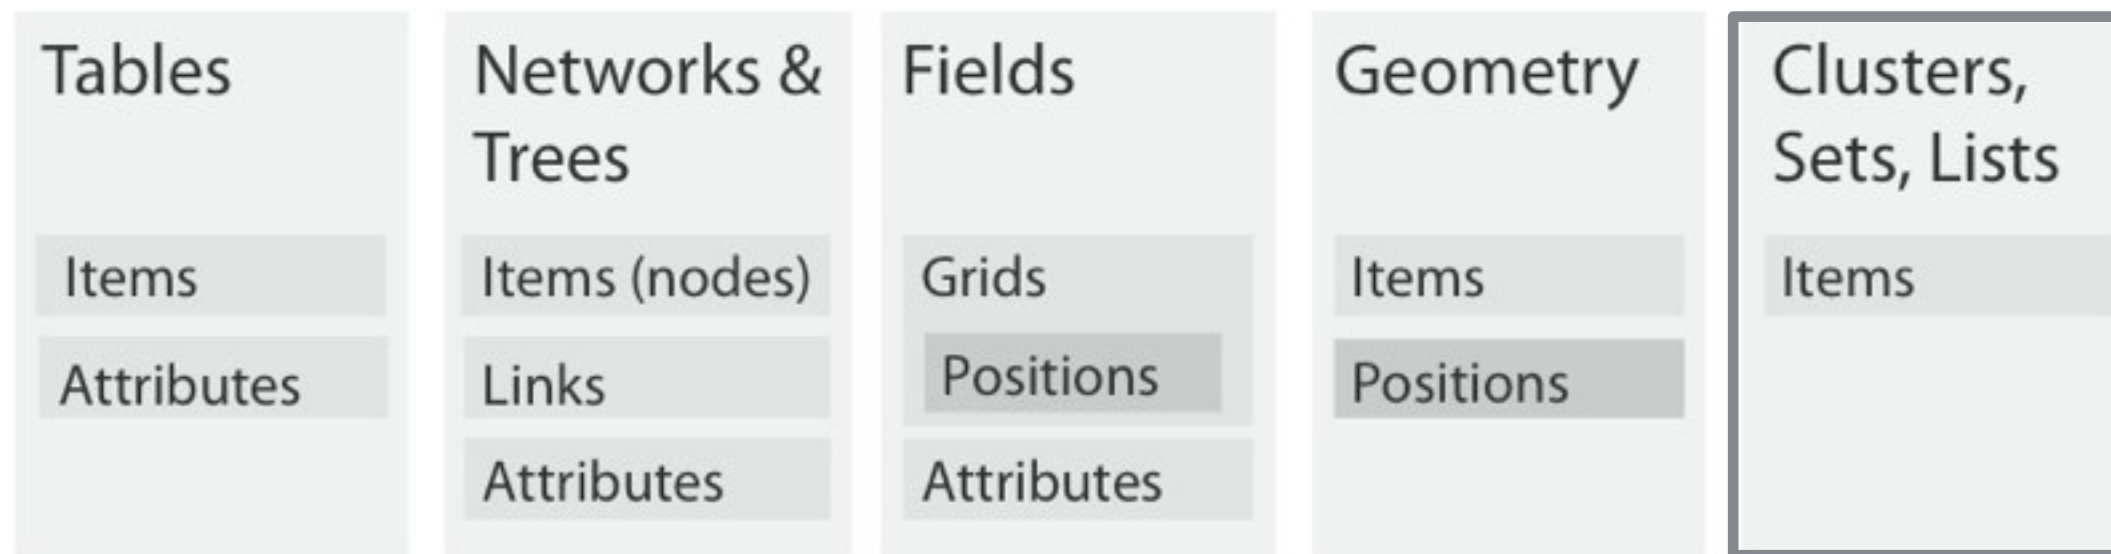 Tables
Items
Attributes
Networks &
Trees
Items (nodes)
Links
Attributes
Fields
Grids
Positions
Attributes
Geometry
Items
Positions
Clusters,
Sets, Lists
Items